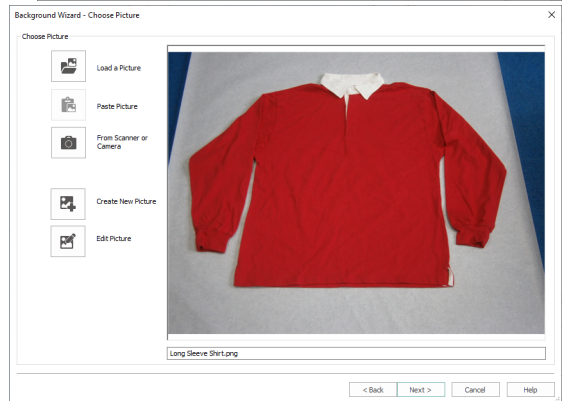 Background Wizard - Choose Picture
Choose Picture
Load a Picture
Paste Picture
From Scanner or
Camera
Create New Picture
Edit Picture
Long Sleeve Shirt.png
< Back
Next >
Cancel
Help